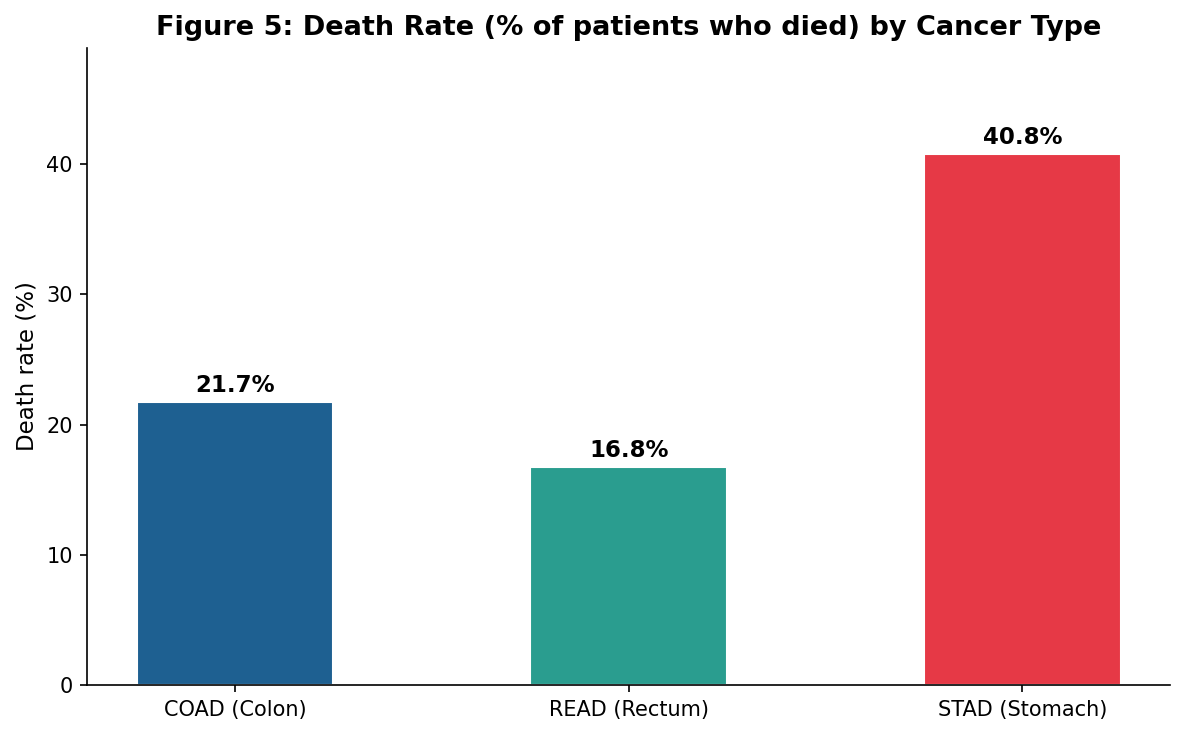 Figure 5: Death Rate (% of patients who died) by Cancer Type
Death rate (%)
40
30
20
10
0
21.7%
16.8%
40.8%
COAD (Colon)
READ (Rectum)
STAD (Stomach)